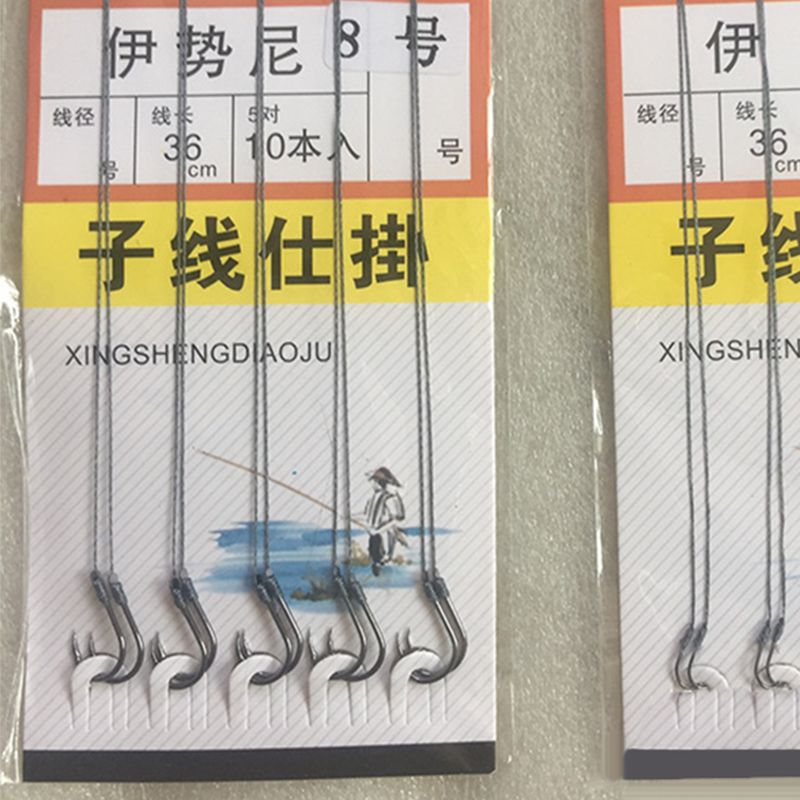 伊势尼8号
线径 号
线长 36 cm
5对 10本入
号
子线仕掛
XINGSHENGDIAOJU
伊
线径 号
线长 36 cm
子线
XINGSHEN